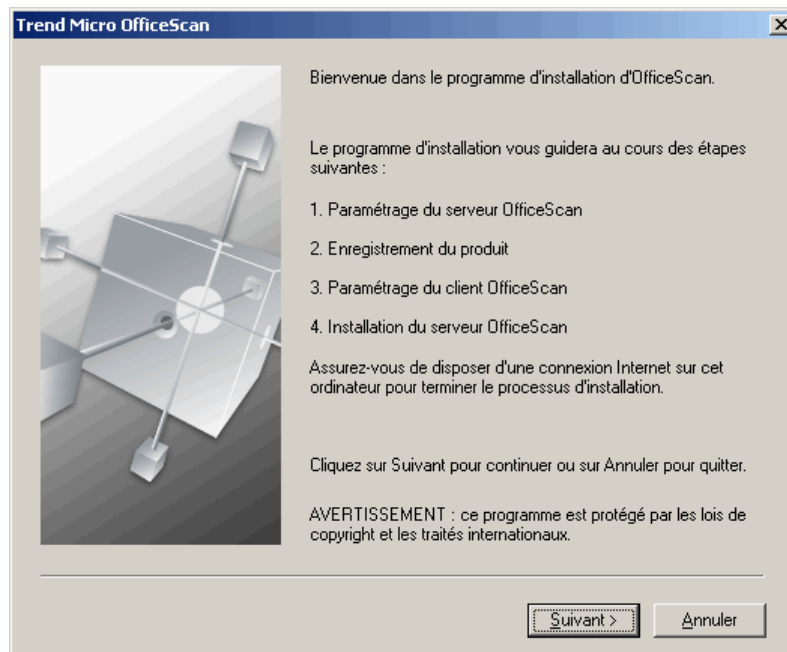 Trend Micro OfficeScan
Bienvenue dans le programme d'installation d'OfficeScan.
Le programme d'installation vous guidera au cours des étapes
suivantes :
1. Paramétrage du serveur OfficeScan
2. Enregistrement du produit
3. Paramétrage du client OfficeScan
4. Installation du serveur OfficeScan
Assurez-vous de disposer d'une connexion Internet sur cet
ordinateur pour terminer le processus d'installation.
Cliquez sur Suivant pour continuer ou sur Annuler pour quitter.
AVERTISSEMENT : ce programme est protégé par les lois de
copyright et les traités internationaux.
Suivant > Annuler